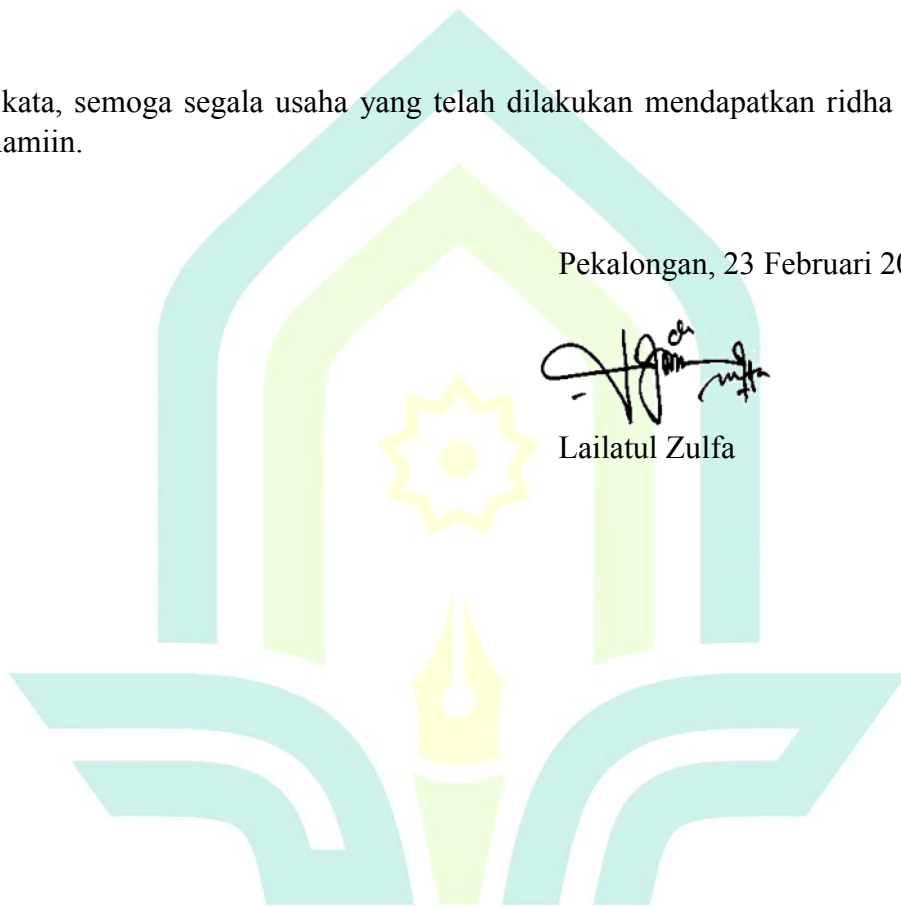 kata, semoga segala usaha yang telah dilakukan mendapatkan ridha
amiin.
Pekalongan, 23 Februari 20
Lailatul Zulfa